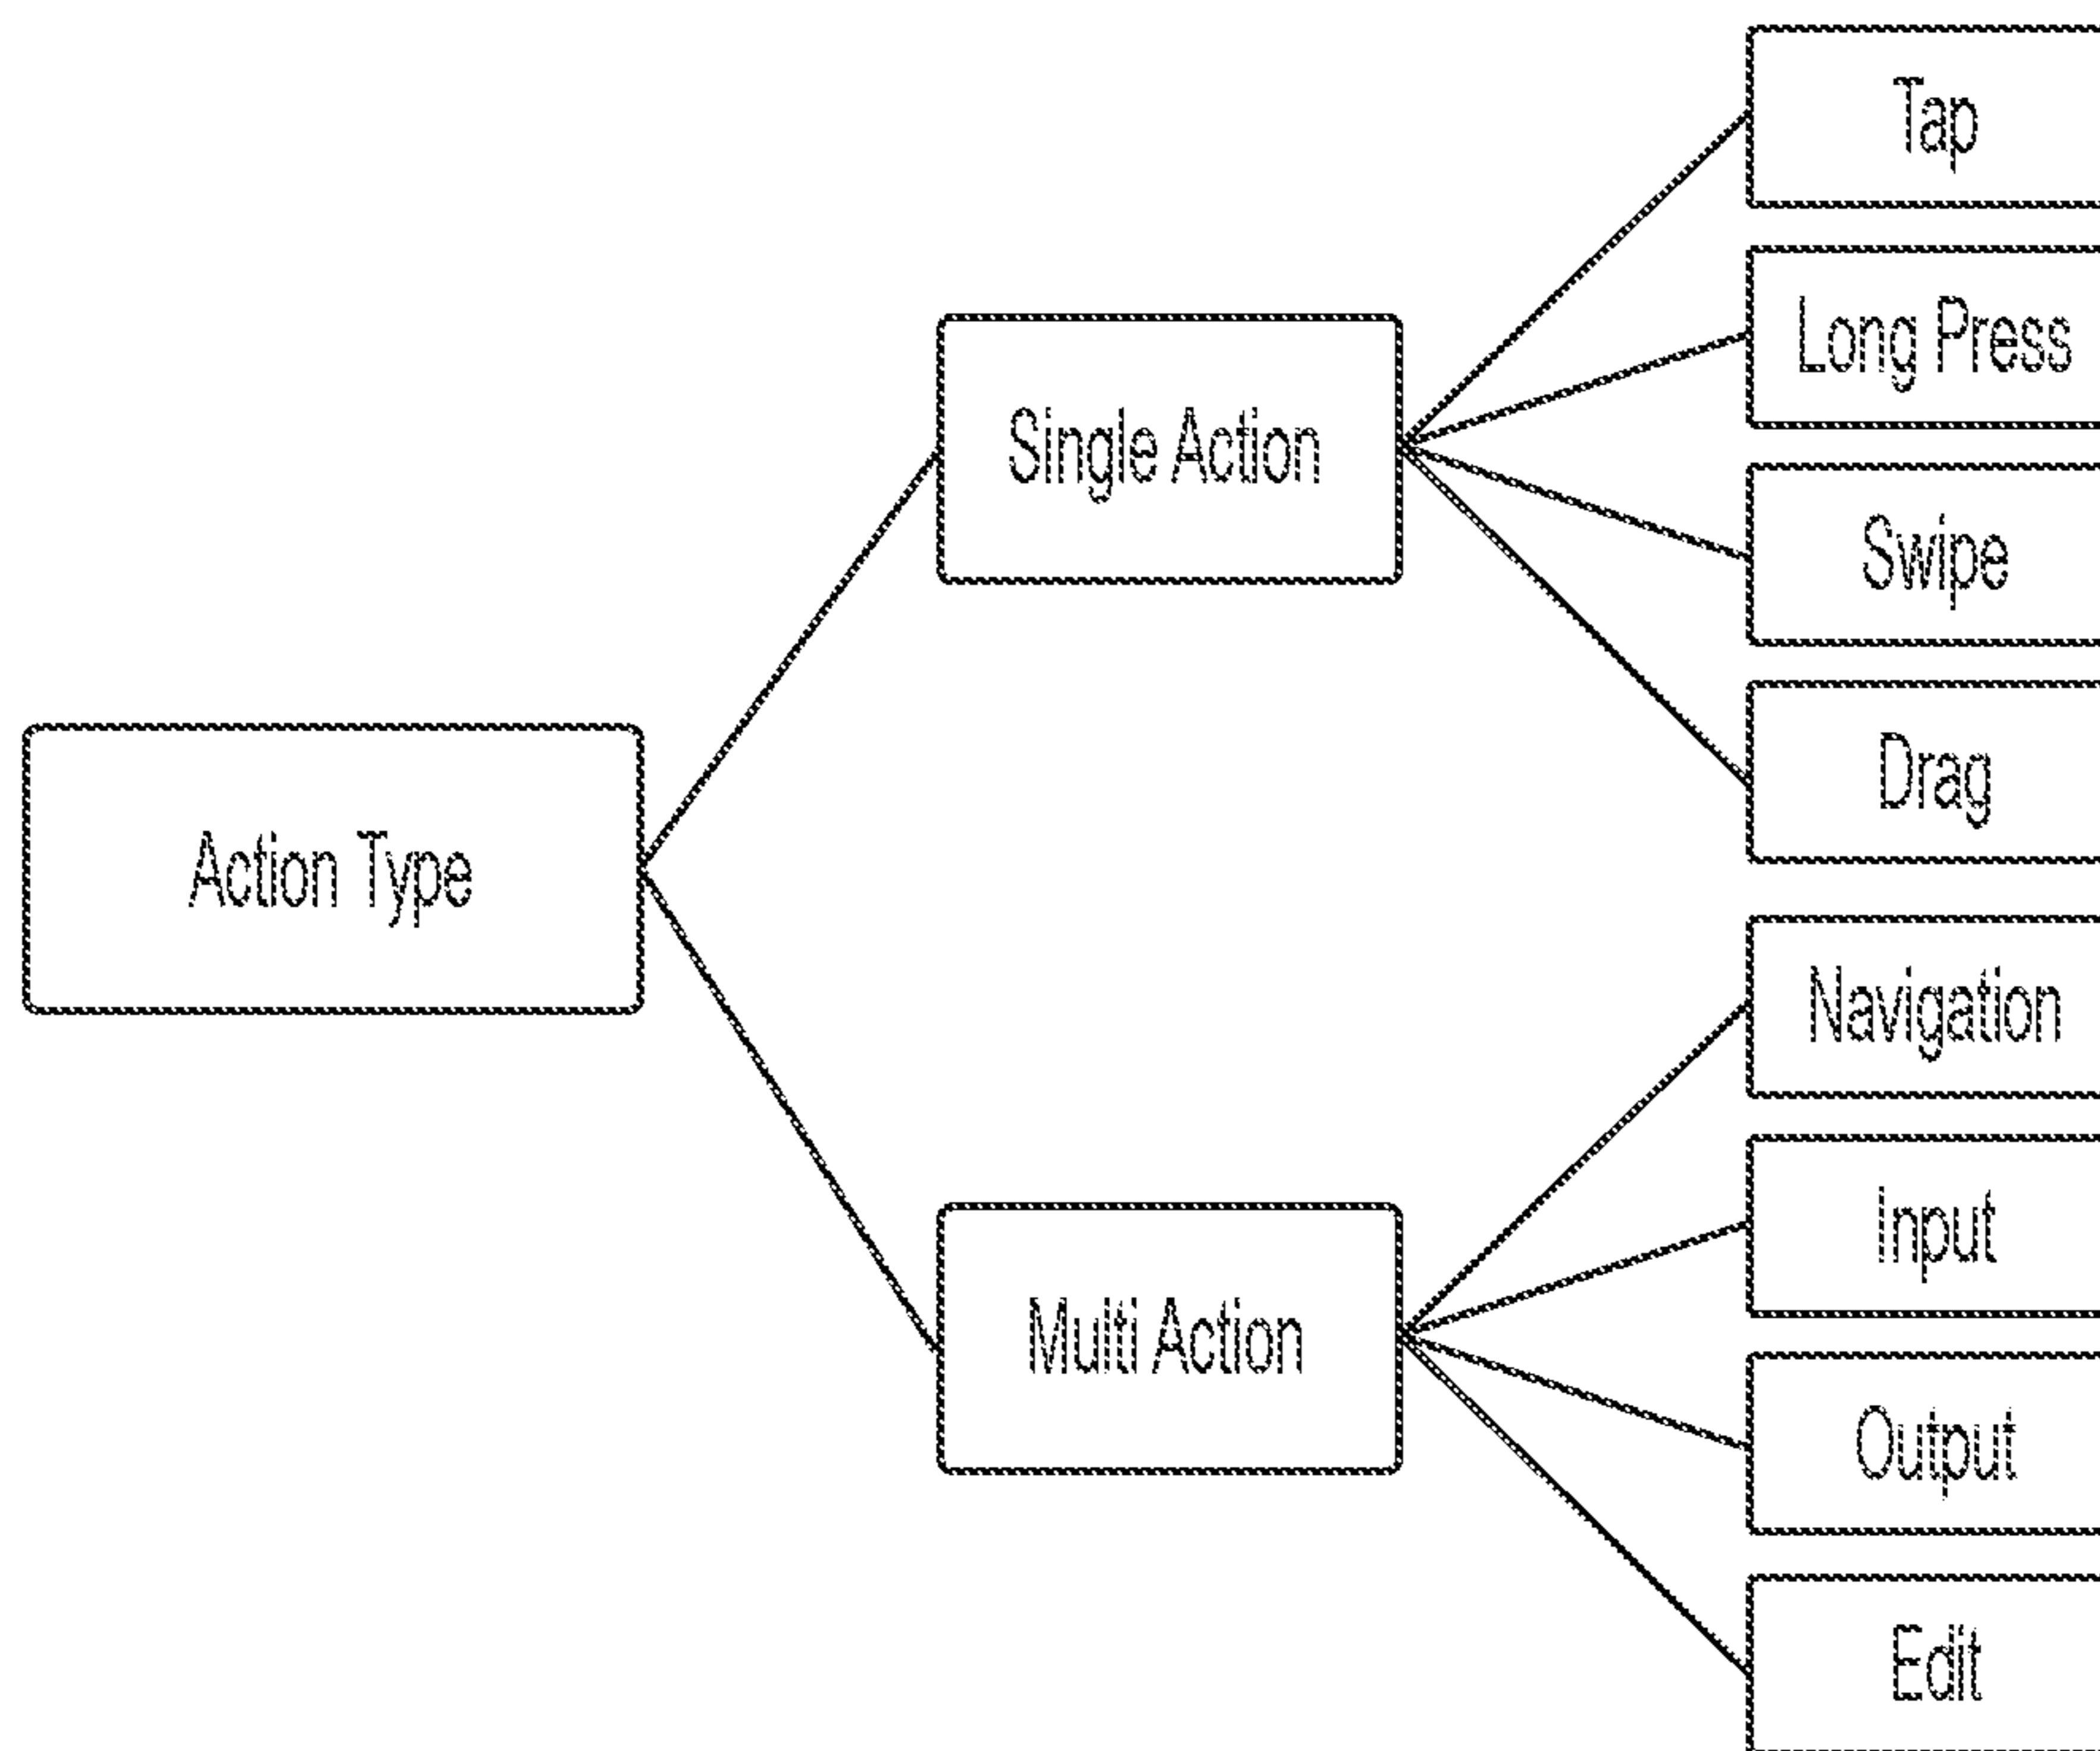 Action Type
Single Action
Tap
Long Press
Swipe
Drag
Multi Action
Navigation
Input
Output
Edit